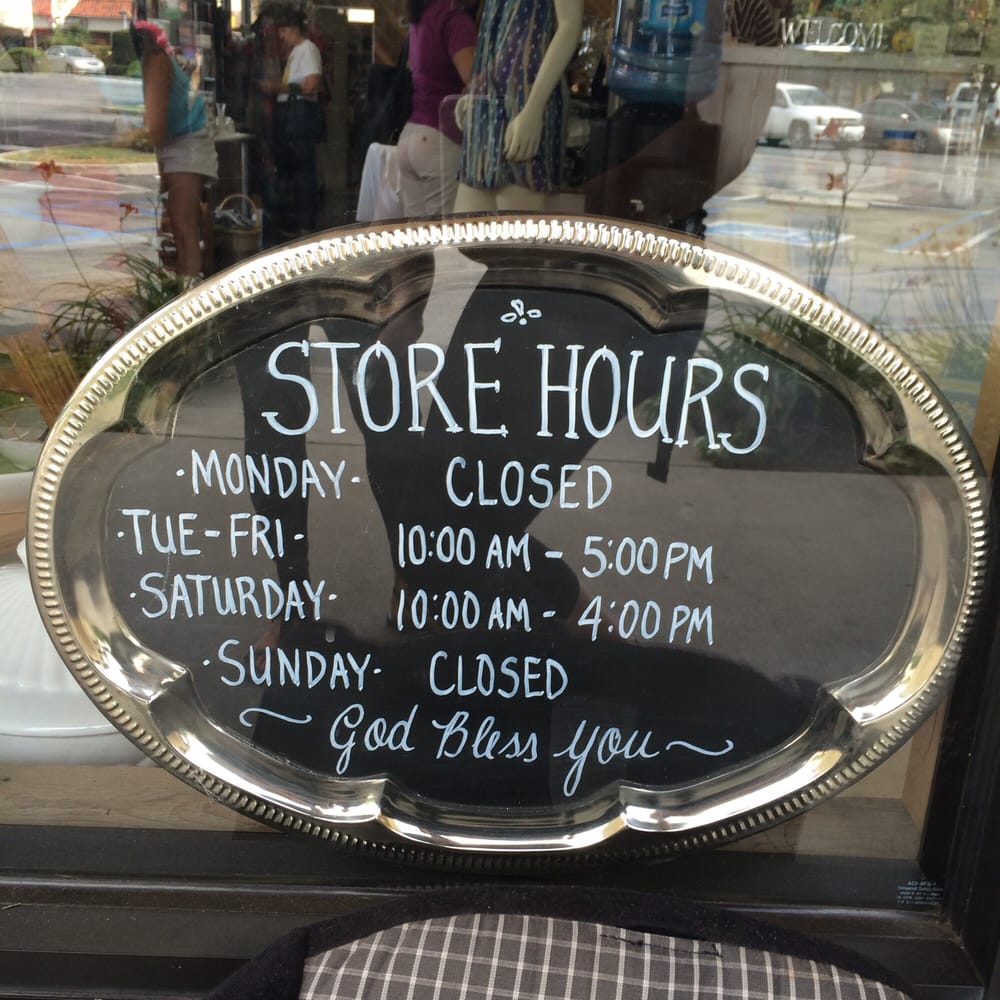 WELCOME
STORE HOURS
·MONDAY· CLOSED
·TUE-FRI· 10:00 AM - 5:00 PM
·SATURDAY· 10:00 AM - 4:00 PM
·SUNDAY· CLOSED
~ God Bless you ~